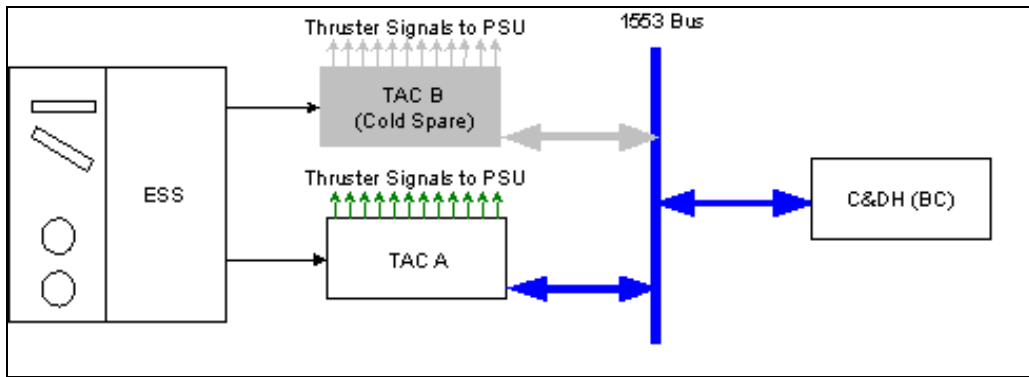 Thruster Signals to PSU
1553 Bus
TAC B
(Cold Spare)
ESS
Thruster Signals to PSU
C&DH (BC)
TAC A